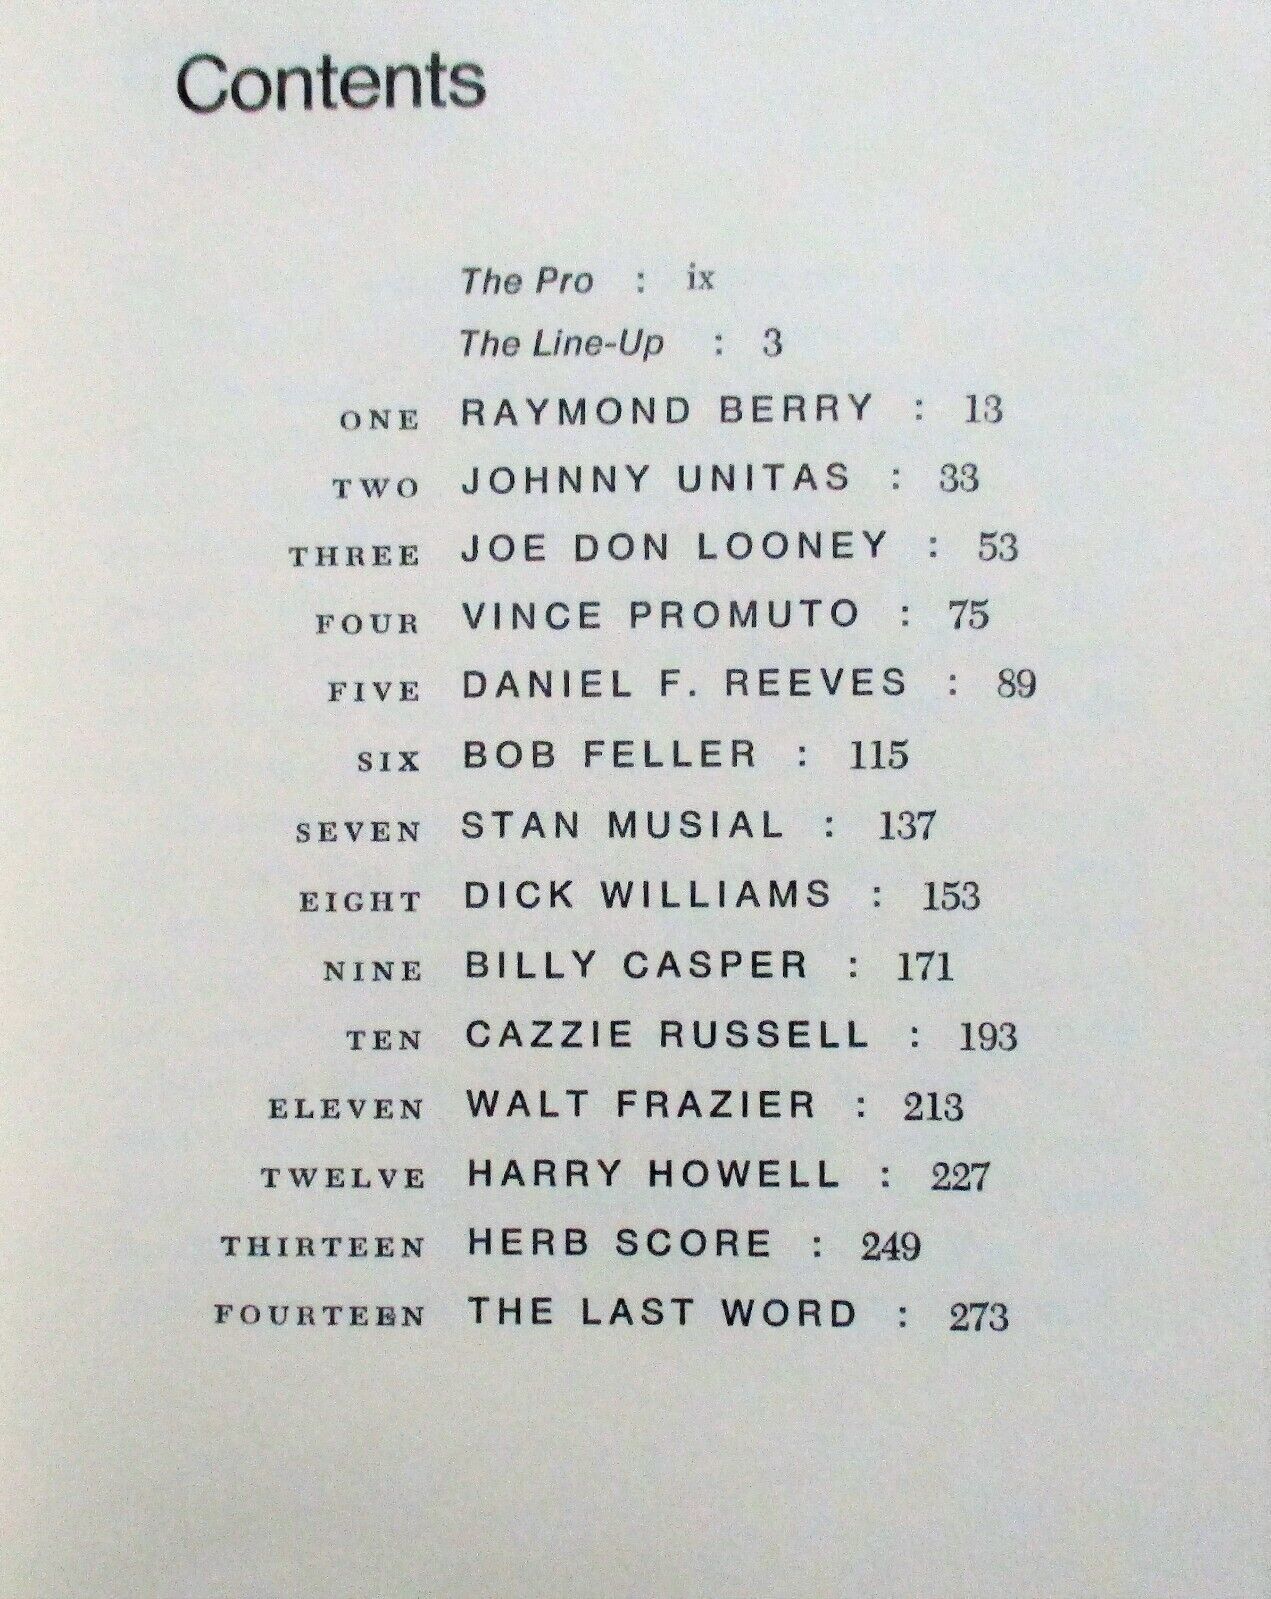 Contents
The Pro : ix
The Line-Up : 3
ONE RAYMOND BERRY : 13
TWO JOHNNY UNITAS : 33
THREE JOE DON LOONEY : 53
FOUR VINCE PROMUTO : 75
FIVE DANIEL F. REEVES : 89
SIX BOB FELLER : 115
SEVEN STAN MUSIAL : 137
EIGHT DICK WILLIAMS : 153
NINE BILLY CASPER : 171
TEN CAZZIE RUSSELL : 193
ELEVEN WALT FRAZIER : 213
TWELVE HARRY HOWELL : 227
THIRTEEN HERB SCORE : 249
FOURTEEN THE LAST WORD : 273